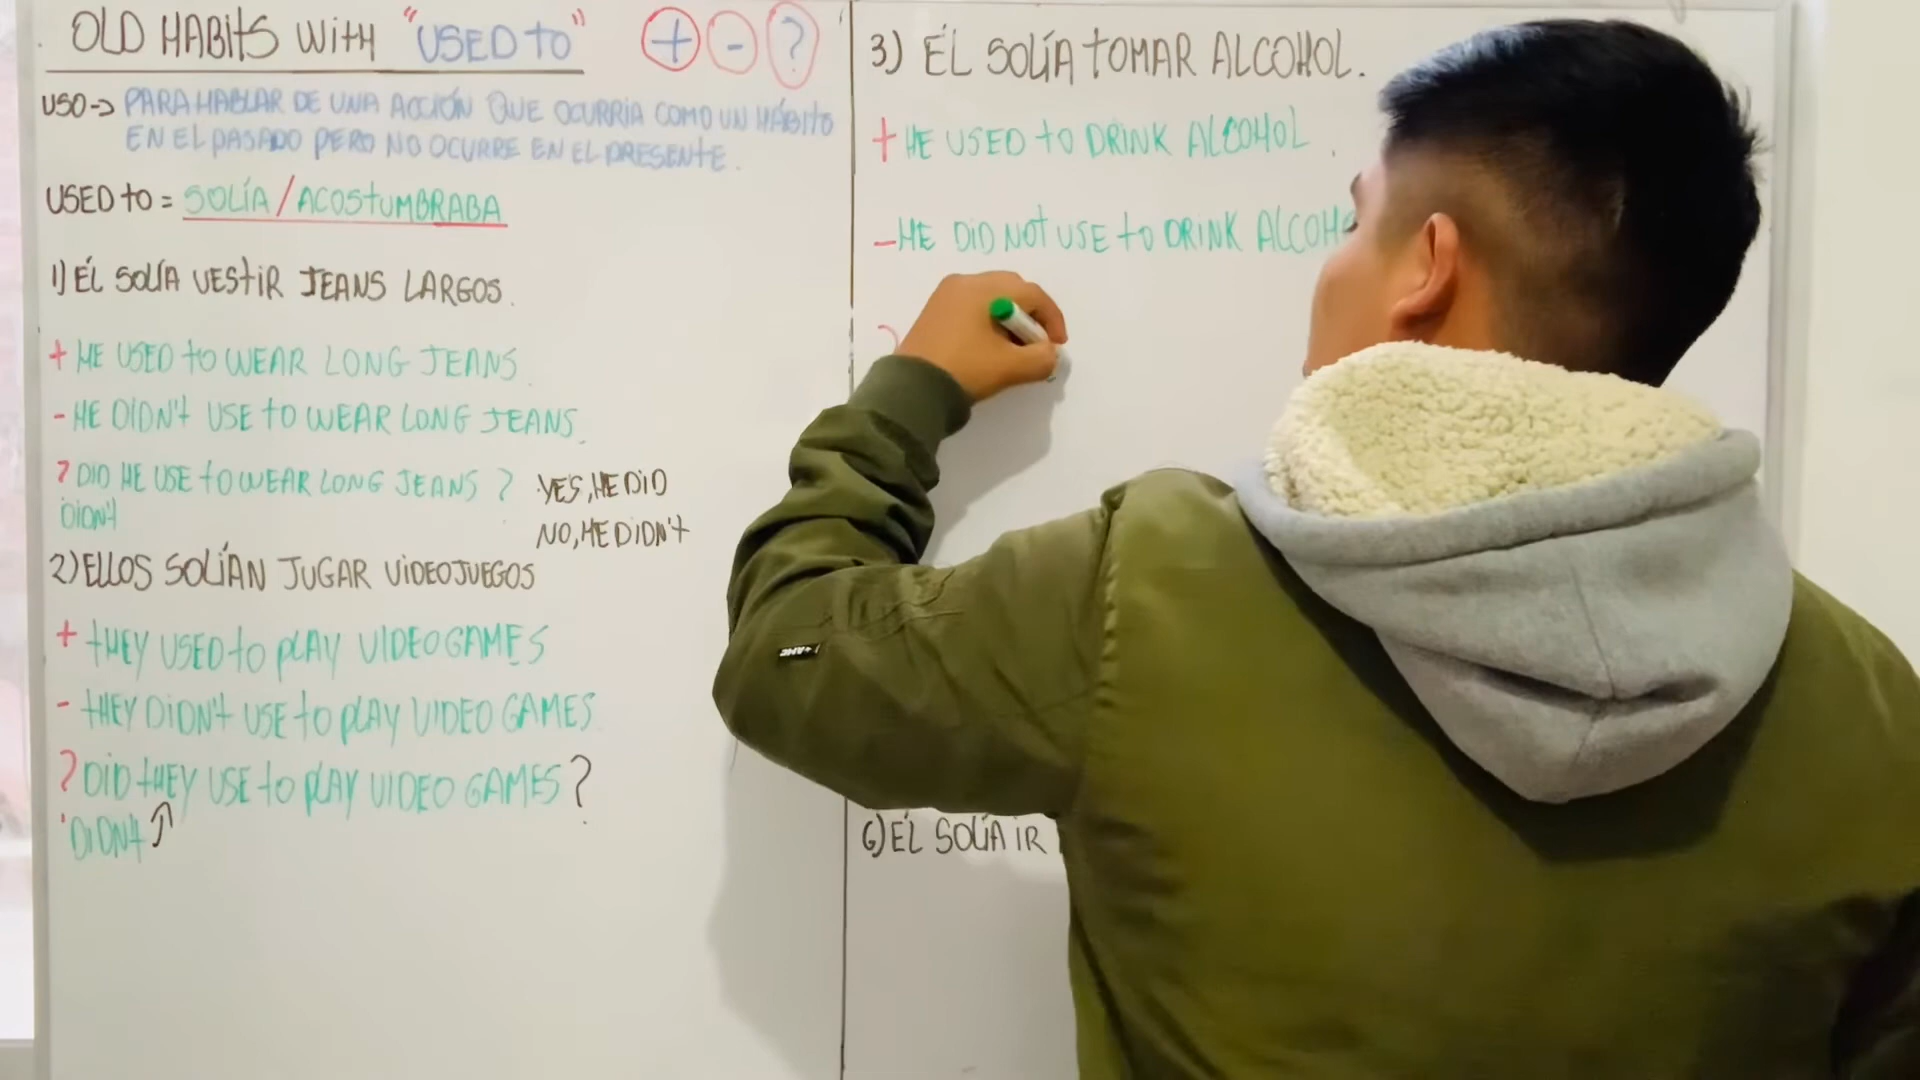 OLD HABITS WITH "USED TO" + - ?
USO → PARA HABLAR DE UNA ACCIÓN QUE OCURRIA COMO UN HÁBITO
EN EL PASADO PERO NO OCURRE EN EL PRESENTE.
USED TO = SOLÍA / ACOSTUMBRABA
1) ÉL SOLÍA VESTIR JEANS LARGOS.
+ HE USED TO WEAR LONG JEANS.
- HE DIDN'T USE TO WEAR LONG JEANS.
? DID HE USE TO WEAR LONG JEANS ? YES, HE DID
DIDN'T
NO, HE DIDN'T
2) ELLOS SOLÍAN JUGAR VIDEOJUEGOS
+ THEY USED TO PLAY VIDEOGAMES
- THEY DIDN'T USE TO PLAY VIDEO GAMES
? DID THEY USE TO PLAY VIDEO GAMES ?
DIDN'T
3) ÉL SOLÍA TOMAR ALCOHOL.
+ HE USED TO DRINK ALCOHOL.
- HE DID NOT USE TO DRINK ALCOH
?
6) ÉL SOLÍA IR